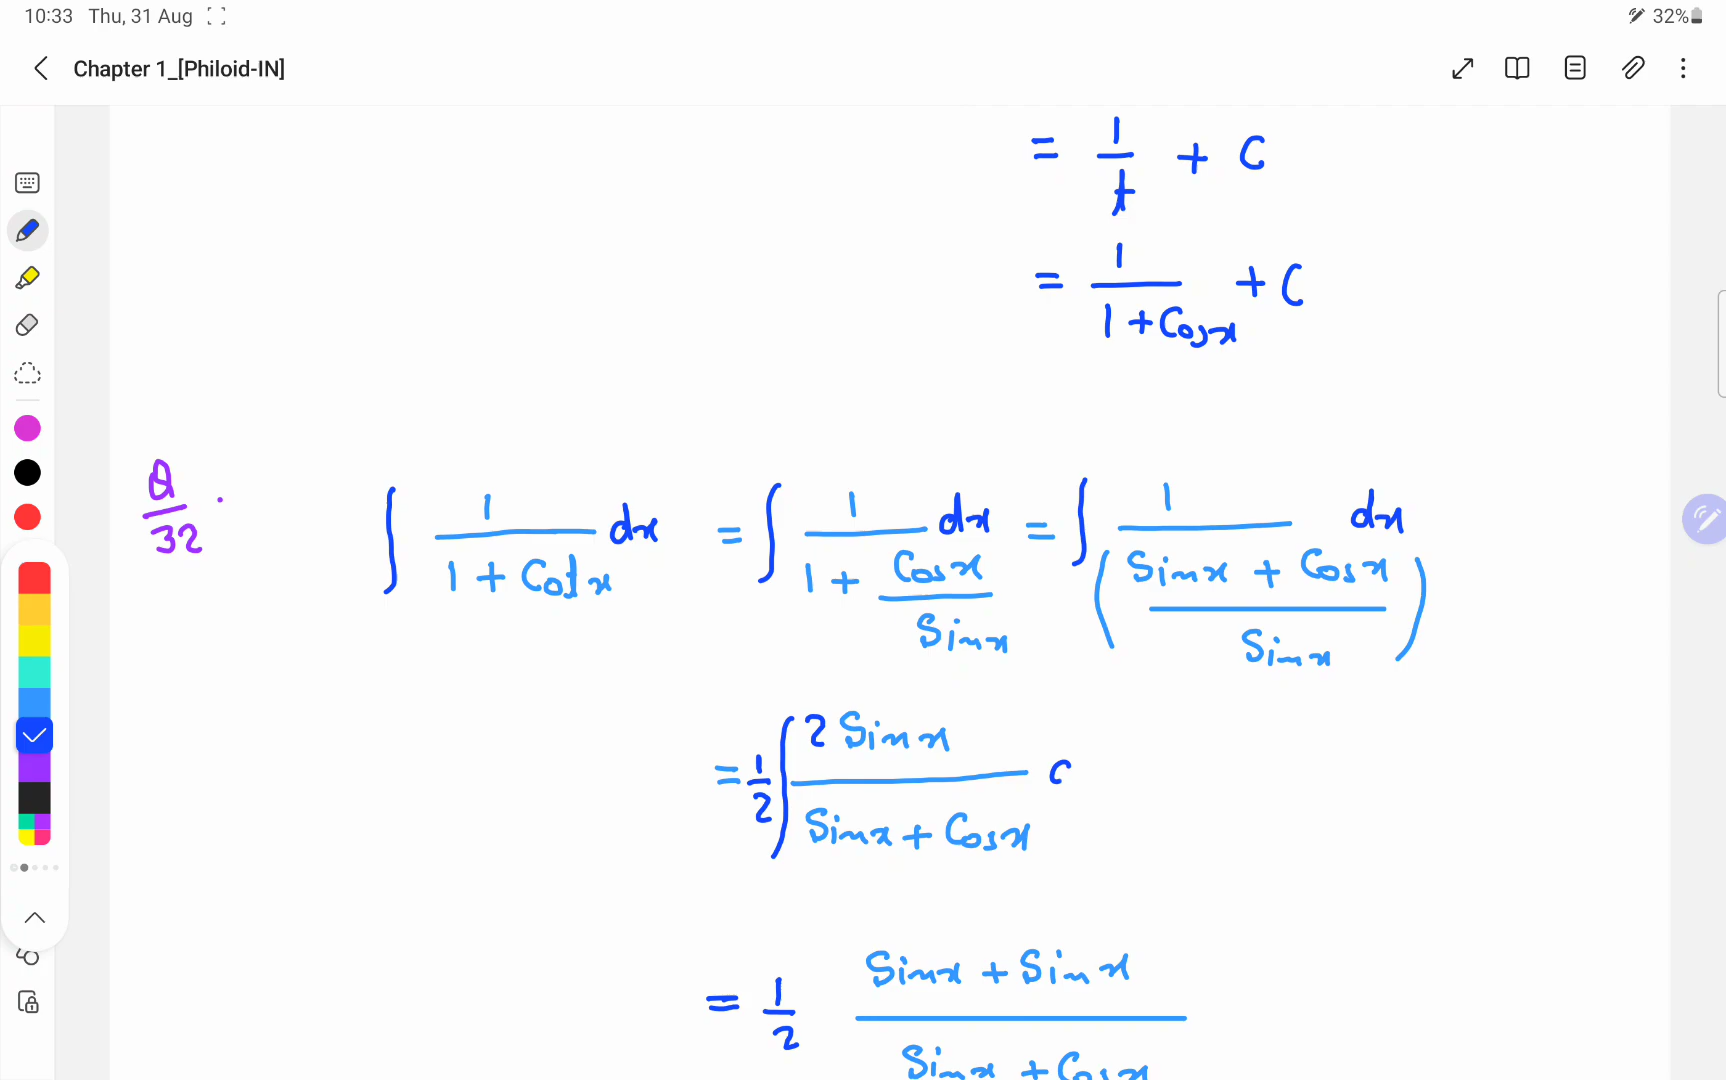 10:33 Thu, 31 Aug 32%
Chapter 1_[Philoid-IN]
= 1/t + C
= 1/(1 + Cosx) + C
Q/32 . ∫ 1/(1 + Cotx) dx = ∫ 1/(1 + Cosx/Sinx) dx = ∫ 1/((Sinx + Cosx)/Sinx) dx
= 1/2 ∫ 2 Sinx/(Sinx + Cosx) c
= 1/2 (Sinx + Sinx)/(Sinx + Cosx)